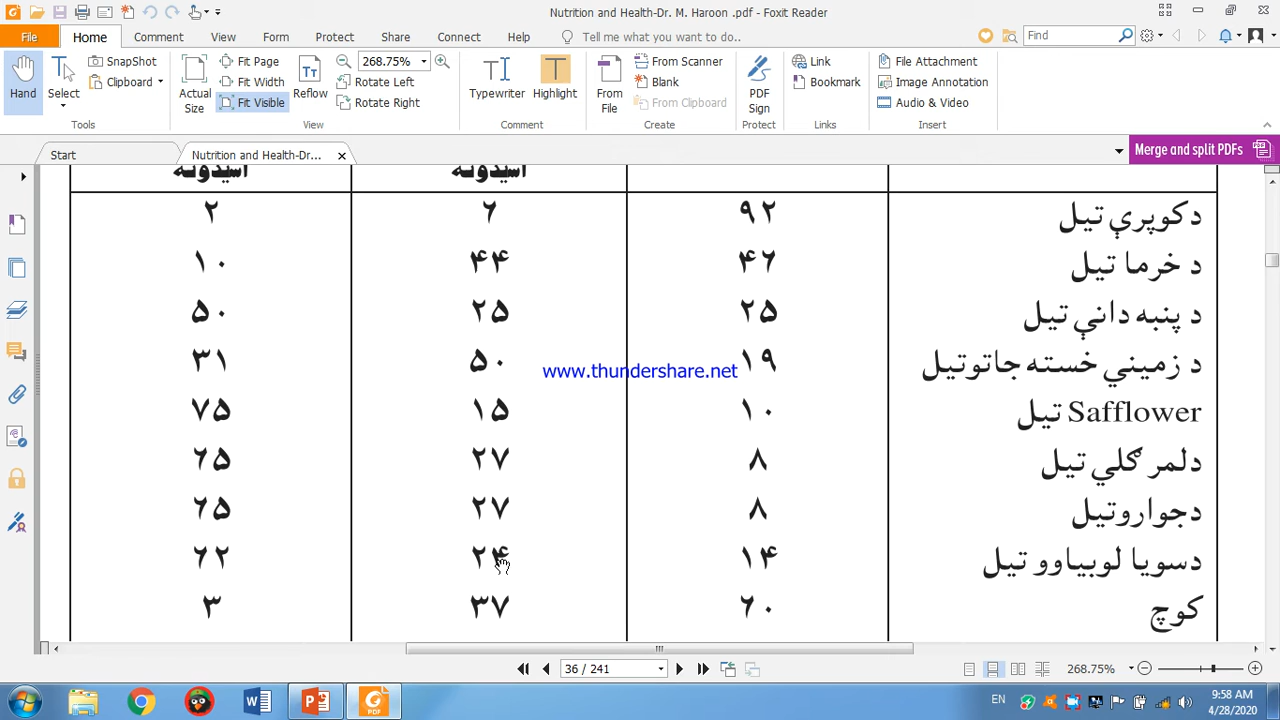 Nutrition and Health-Dr. M. Haroon .pdf - Foxit Reader
File Home Comment View Form Protect Share Connect Help Tell me what you want to do.. Find
Hand
Select
SnapShot
Clipboard
Tools
Actual Size
Fit Page
Fit Width
Fit Visible
Reflow
268.75%
Rotate Left
Rotate Right
View
Typewriter
Highlight
Comment
From File
From Scanner
Blank
From Clipboard
Create
PDF Sign
Protect
Link
Bookmark
Links
File Attachment
Image Annotation
Audio & Video
Insert
Start Nutrition and Health-Dr... Merge and split PDFs
اسیدونه اسیدونه
دکوپرې تیل ۹۲ ۶ ۲
د خرما تیل ۴۶ ۴۴ ۱۰
د پنبه دانې تیل ۲۵ ۲۵ ۵۰
د زمیني خسته جاتوتیل ۱۹ ۵۰ ۳۱
www.thundershare.net
Safflower تیل ۱۰ ۱۵ ۷۵
دلمر ګلي تیل ۸ ۲۷ ۶۵
دجواروتیل ۸ ۲۷ ۶۵
دسویا لوبیاوو تیل ۱۴ ۲۴ ۶۲
کوچ ۶۰ ۳۷ ۳
36 / 241 268.75%
EN 9:58 AM
4/28/2020